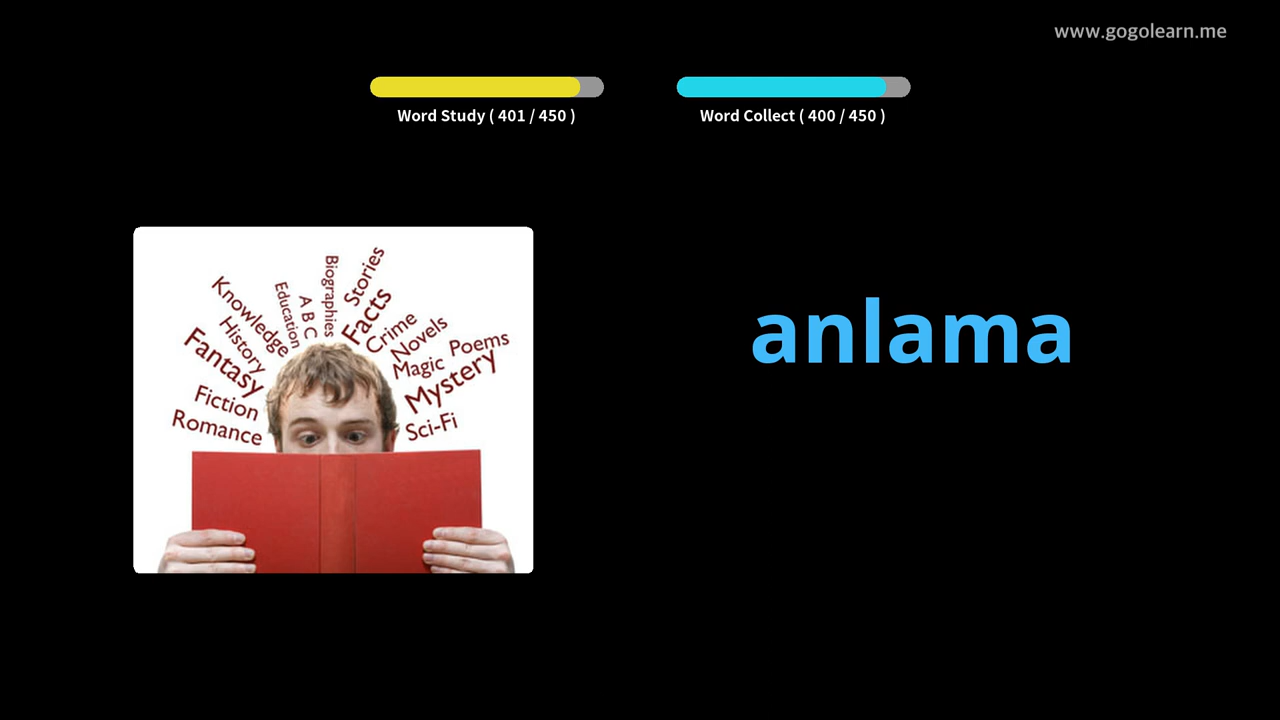 www.gogolearn.me
Word Study ( 401 / 450 )
Word Collect ( 400 / 450 )
anlama
Biographies
Stories
Education
A B C
Facts
Knowledge
Crime
History
Novels
Poems
Fantasy
Magic
Mystery
Fiction
Romance
Sci-Fi